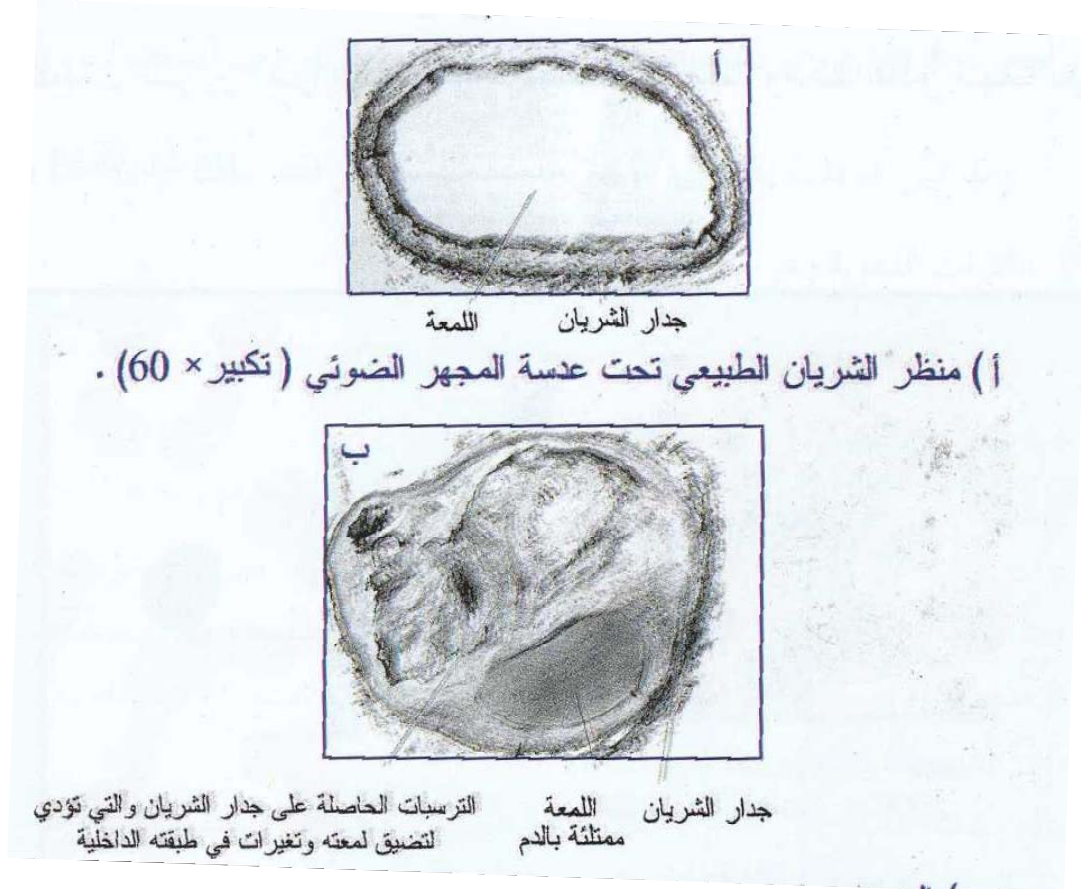 أ
اللمعة جدار الشريان
أ) منظر الشريان الطبيعي تحت عدسة المجهر الضوئي ( تكبير × 60) .
ب
جدار الشريان اللمعة الترسبات الحاصلة على جدار الشريان والتي تؤدي
ممتلئة بالدم لتضيق لمعته وتغيرات في طبقته الداخلية